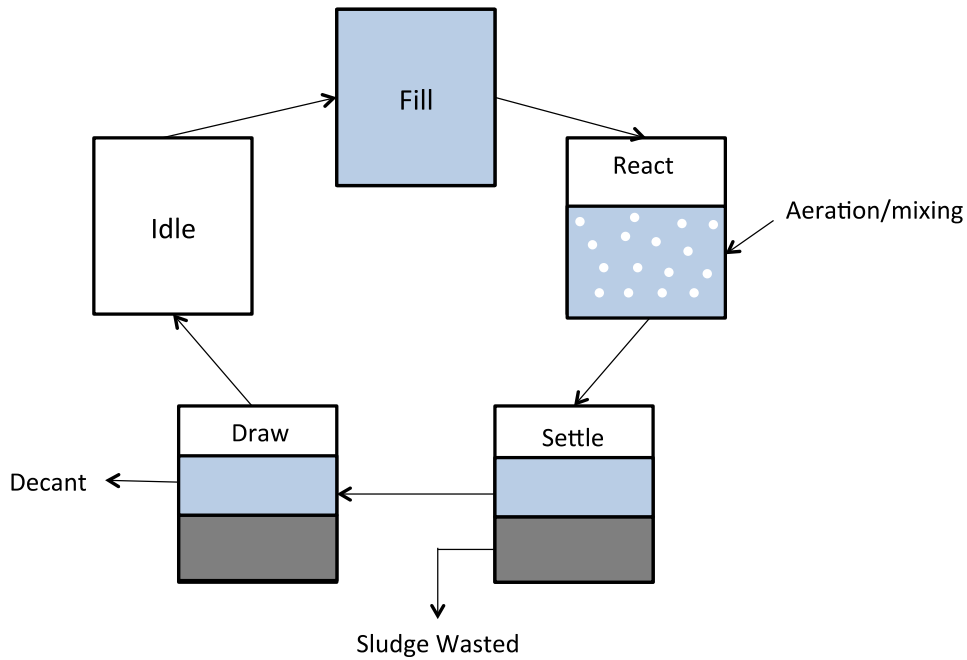 Fill
React
Idle
Aeration/mixing
Draw
Settle
Decant
Sludge Wasted